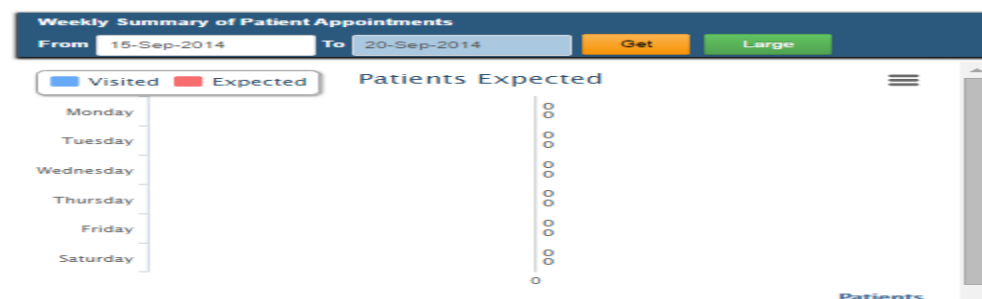 Weekly Summary of Patient Appointments
From 15-Sep-2014 To 20-Sep-2014 Get Large
Visited Expected
Patients Expected
Monday 0 0
Tuesday 0 0
Wednesday 0 0
Thursday 0 0
Friday 0 0
Saturday 0 0
0
Patients